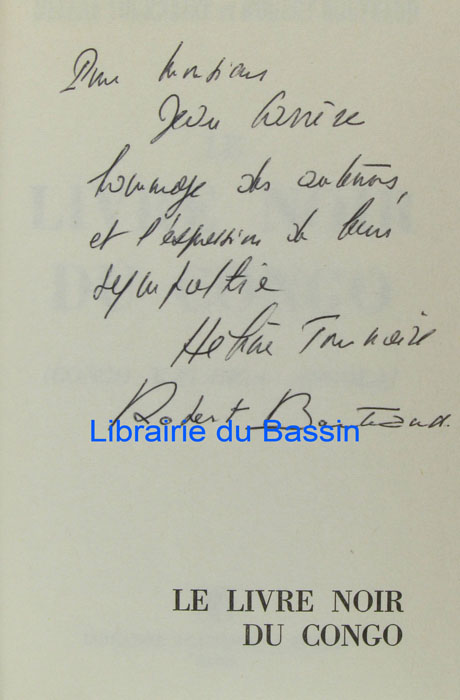 Pour Monsieur
Jean Carrière
hommage des auteurs,
et l'expression de leur
sympathie
Hélène Tournaire
Robert Bouteaud
Librairie du Bassin
LE LIVRE NOIR
DU CONGO